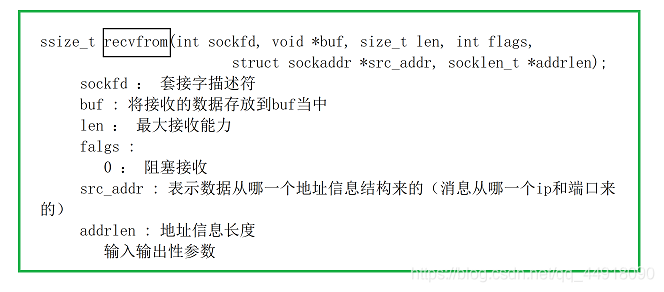 ssize_t recvfrom(int sockfd, void *buf, size_t len, int flags,
struct sockaddr *src_addr, socklen_t *addrlen);
sockfd ： 套接字描述符
buf : 将接收的数据存放到buf当中
len ： 最大接收能力
falgs :
0 ： 阻塞接收
src_addr : 表示数据从哪一个地址信息结构来的（消息从哪一个ip和端口来
的）
addrlen : 地址信息长度
输入输出性参数
https://blog.csdn.net/qq_44918090